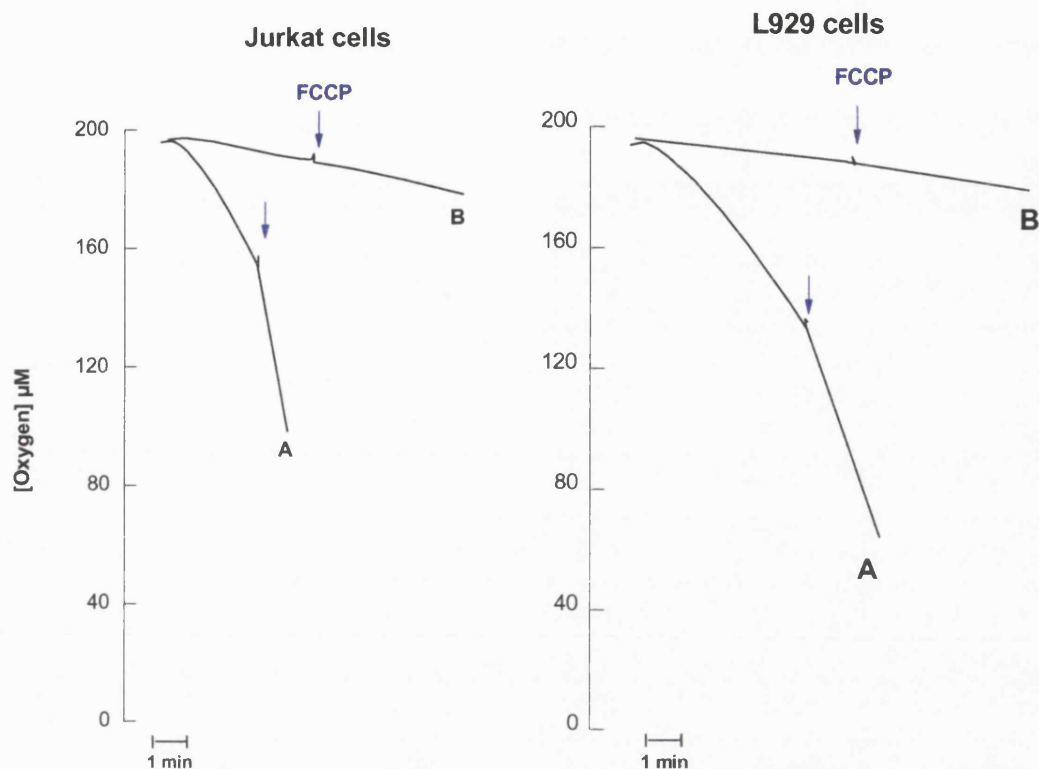 Jurkat cells
FCCP
[Oxygen] µM
200
160
120
80
40
0
B
A
1 min
L929 cells
FCCP
200
160
120
80
40
0
B
A
1 min